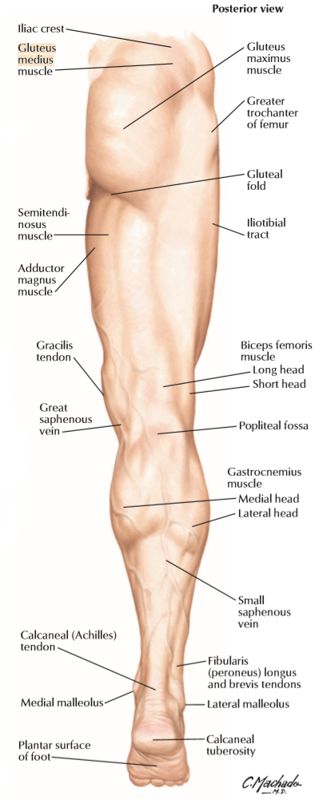 Posterior view
Iliac crest
Gluteus
medius
muscle
Gluteus
maximus
muscle
Greater
trochanter
of femur
Gluteal
fold
Semitendi-
nosus
muscle
Iliotibial
tract
Adductor
magnus
muscle
Gracilis
tendon
Biceps femoris
muscle
Long head
Short head
Great
saphenous
vein
Popliteal fossa
Gastrocnemius
muscle
Medial head
Lateral head
Small
saphenous
vein
Calcaneal (Achilles)
tendon
Fibularis
(peroneus) longus
and brevis tendons
Medial malleolus
Lateral malleolus
Plantar surface
of foot
Calcaneal
tuberosity
C. Machado
M.D.